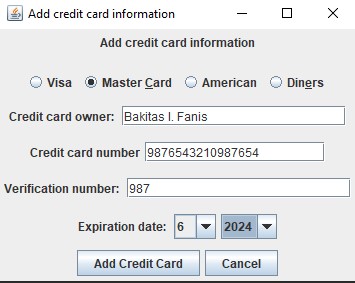 Add credit card information
Add credit card information
Visa Master Card American Diners
Credit card owner: Bakitas I. Fanis
Credit card number 9876543210987654
Verification number: 987
Expiration date: 6 2024
Add Credit Card Cancel